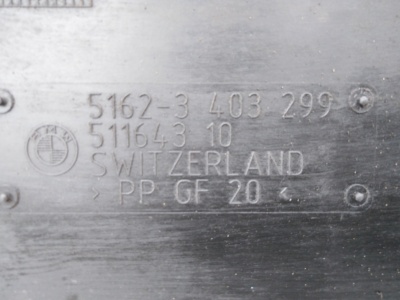 5162-3 403 299
511643 10
SWITZERLAND
> PP GF 20 <